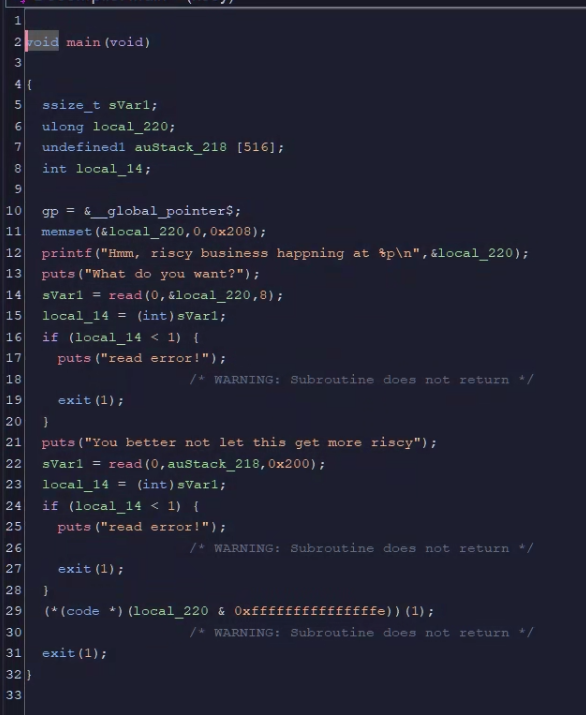 1
2 void main(void)
3
4 {
5 ssize_t sVar1;
6 ulong local_220;
7 undefined1 auStack_218 [516];
8 int local_14;
9
10 gp = &__global_pointer$;
11 memset(&local_220,0,0x208);
12 printf("Hmm, riscy business happning at %p\n",&local_220);
13 puts("What do you want?");
14 sVar1 = read(0,&local_220,8);
15 local_14 = (int)sVar1;
16 if (local_14 < 1) {
17 puts("read error!");
18 /* WARNING: Subroutine does not return */
19 exit(1);
20 }
21 puts("You better not let this get more riscy");
22 sVar1 = read(0,auStack_218,0x200);
23 local_14 = (int)sVar1;
24 if (local_14 < 1) {
25 puts("read error!");
26 /* WARNING: Subroutine does not return */
27 exit(1);
28 }
29 (*(code *)(local_220 & 0xfffffffffffffffe))(1);
30 /* WARNING: Subroutine does not return */
31 exit(1);
32 }
33